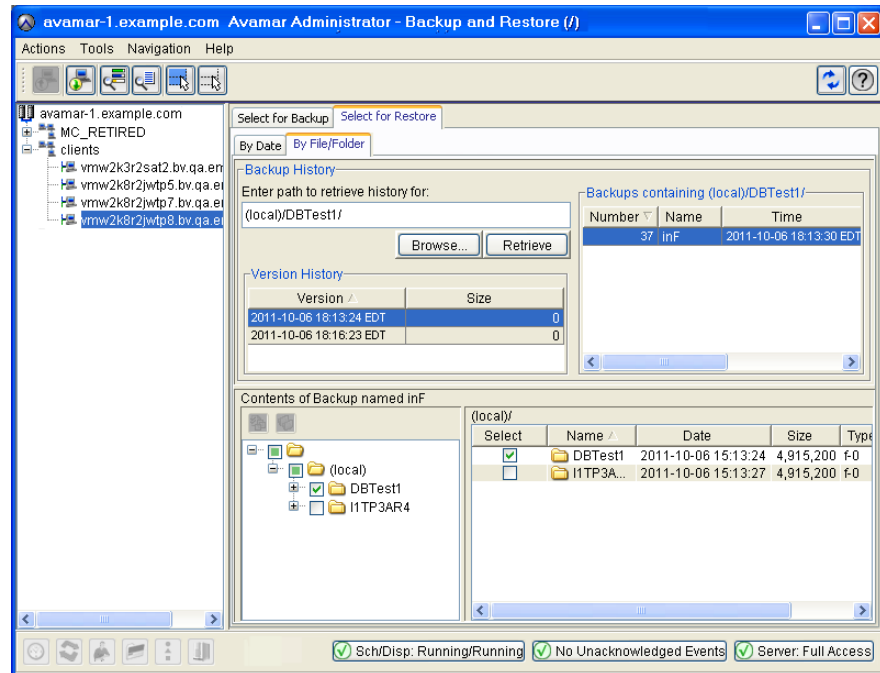 avamar-1.example.com Avamar Administrator - Backup and Restore (/)
Actions Tools Navigation Help
avamar-1.example.com
MC_RETIRED
clients
vmw2k3r2sat2.bv.qa.em
vmw2k8r2jwtp5.bv.qa.er
vmw2k8r2jwtp7.bv.qa.er
vmw2k8r2jwtp8.bv.qa.er
Select for Backup Select for Restore
By Date By File/Folder
Backup History
Enter path to retrieve history for:
(local)/DBTest1/
Browse... Retrieve
Version History
Version Size
2011-10-06 18:13:24 EDT 0
2011-10-06 18:16:23 EDT 0
Backups containing (local)/DBTest1/
Number Name Time
37 inF 2011-10-06 18:13:30 EDT
Contents of Backup named inF
(local)
DBTest1
I1TP3AR4
(local)/
Select Name Date Size Type
DBTest1 2011-10-06 15:13:24 4,915,200 f-0
I1TP3A... 2011-10-06 15:13:27 4,915,200 f-0
Sch/Disp: Running/Running No Unacknowledged Events Server: Full Access